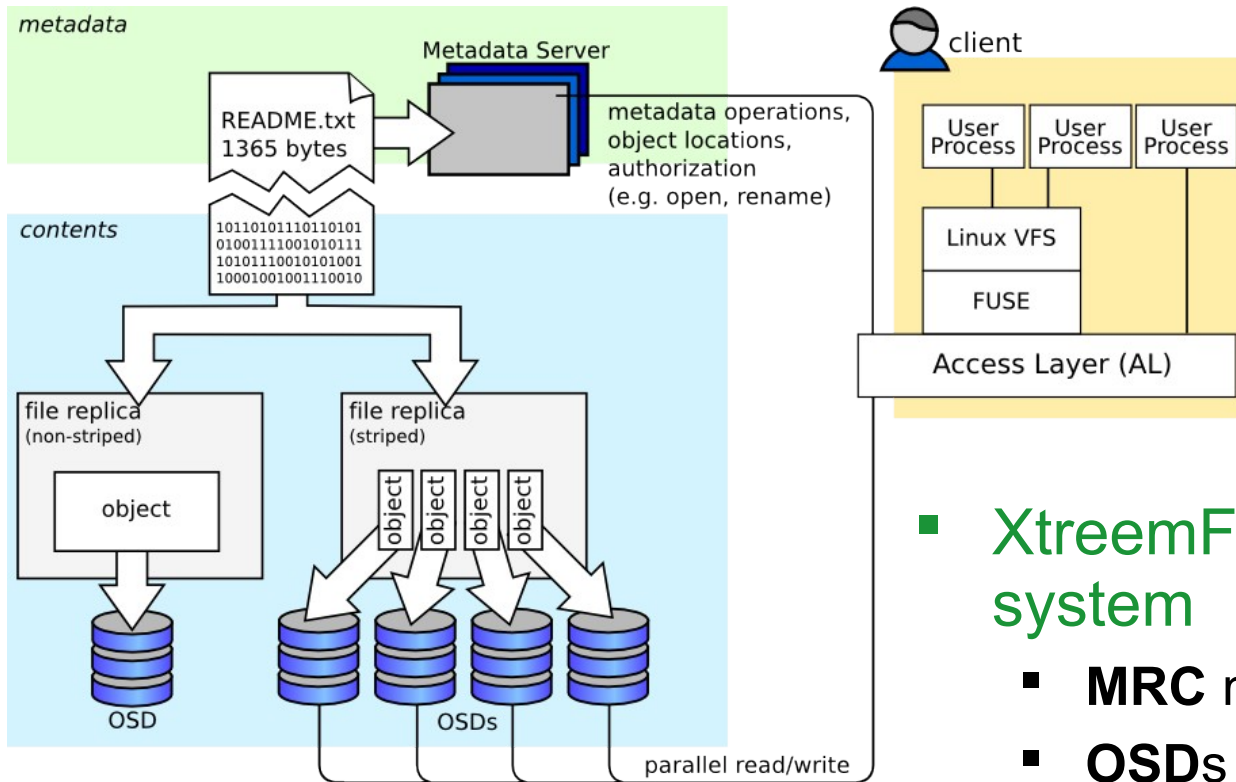 metadata
Metadata Server
README.txt
1365 bytes
metadata operations,
object locations,
authorization
(e.g. open, rename)
contents
10110101110110101
01001111001010111
10101110010101001
10001001001110010
file replica
(non-striped)
object
OSD
file replica
(striped)
object
object
object
object
OSDs
parallel read/write
client
User
Process
User
Process
User
Process
Linux VFS
FUSE
Access Layer (AL)
▪ XtreemF
system
▪ MRC
▪ OSDs